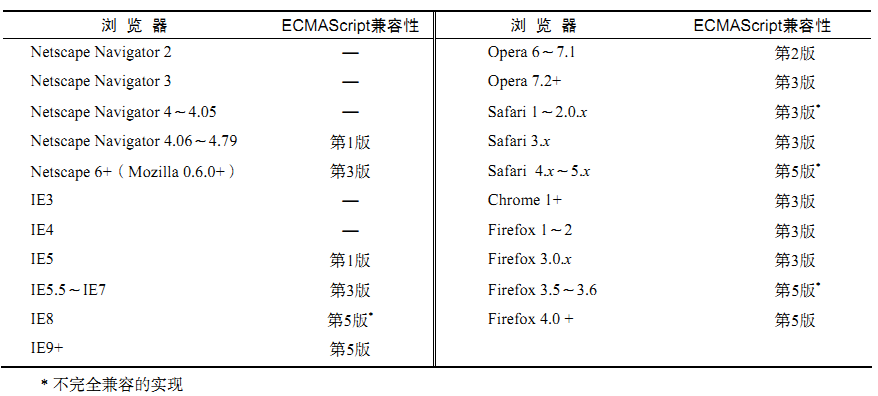 浏 览 器 ECMAScript兼容性 浏 览 器 ECMAScript兼容性
Netscape Navigator 2 — Opera 6～7.1 第2版
Netscape Navigator 3 — Opera 7.2+ 第3版
Netscape Navigator 4～4.05 — Safari 1～2.0.x 第3版*
Netscape Navigator 4.06～4.79 第1版 Safari 3.x 第3版
Netscape 6+（Mozilla 0.6.0+） 第3版 Safari 4.x～5.x 第5版*
IE3 — Chrome 1+ 第3版
IE4 — Firefox 1～2 第3版
IE5 第1版 Firefox 3.0.x 第3版
IE5.5～IE7 第3版 Firefox 3.5～3.6 第5版*
IE8 第5版* Firefox 4.0 + 第5版
IE9+ 第5版
* 不完全兼容的实现